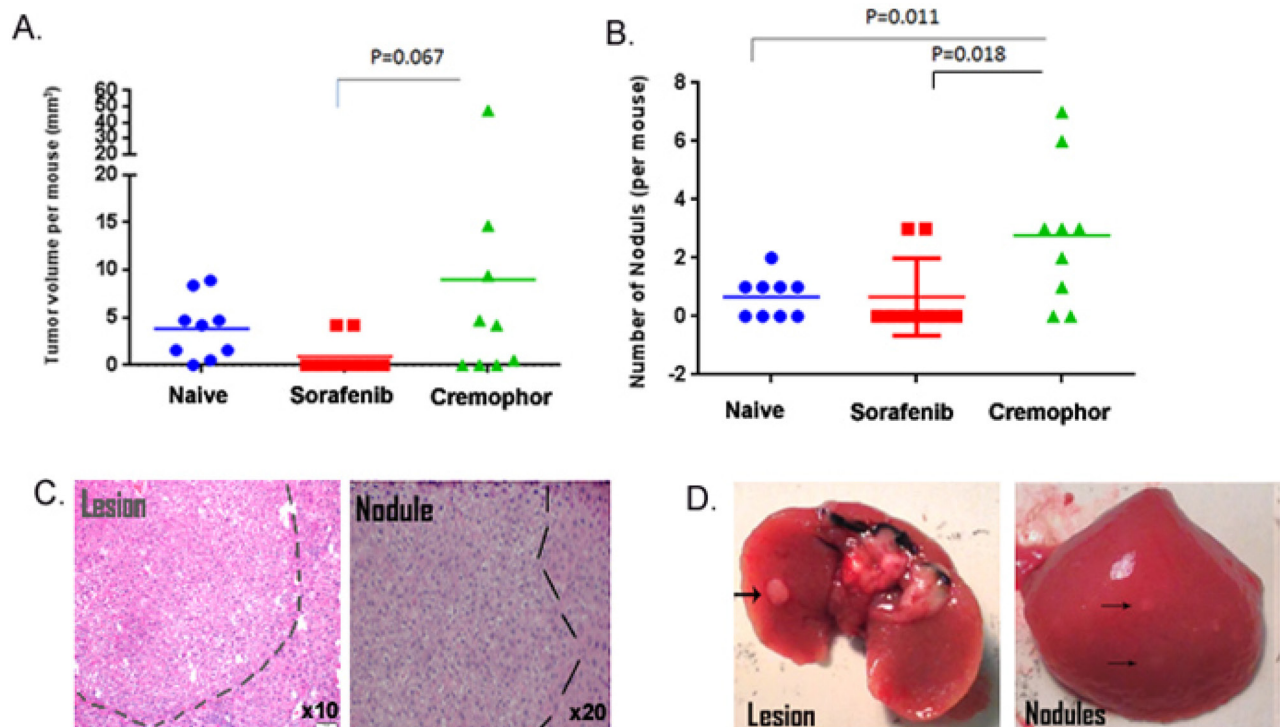 A.
P=0.067
Tumor volume per mouse (mm³)
60
50
40
30
20
20
15
10
5
0
Naive Sorafenib Cremophor
B.
P=0.011
P=0.018
Number of Noduls (per mouse)
8
6
4
2
0
-2
Naive Sorafenib Cremophor
C.
Lesion
x10
Nodule
x20
D.
Lesion
Nodules